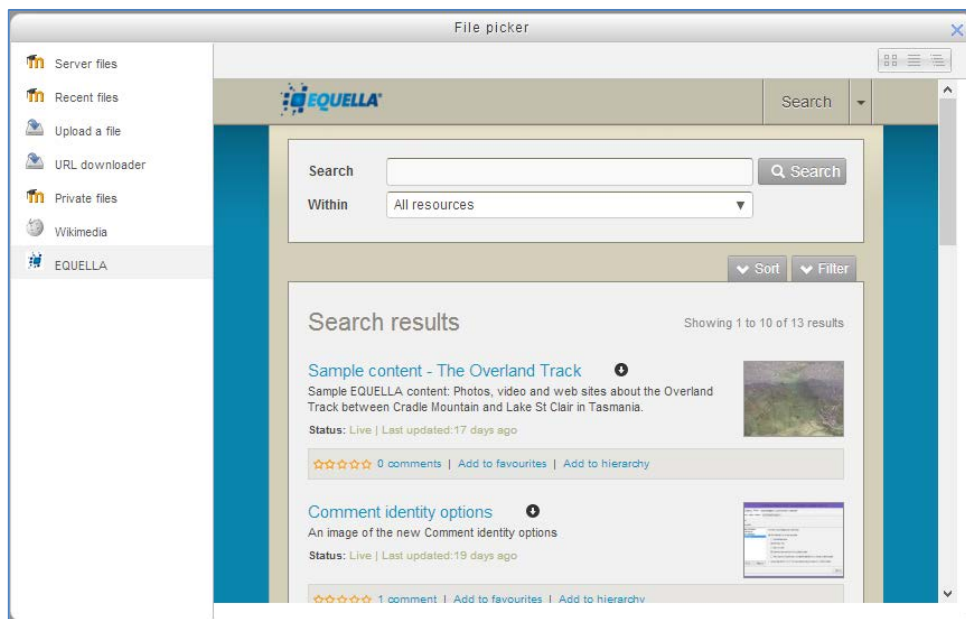 File picker
Server files
Recent files
Upload a file
URL downloader
Private files
Wikimedia
EQUELLA
EQUELLA
Search
Search
Search
Within
All resources
Sort
Filter
Search results
Showing 1 to 10 of 13 results
Sample content - The Overland Track
Sample EQUELLA content: Photos, video and web sites about the Overland
Track between Cradle Mountain and Lake St Clair in Tasmania.
Status: Live | Last updated:17 days ago
0 comments | Add to favourites | Add to hierarchy
Comment identity options
An image of the new Comment identity options
Status: Live | Last updated:19 days ago
1 comment | Add to favourites | Add to hierarchy